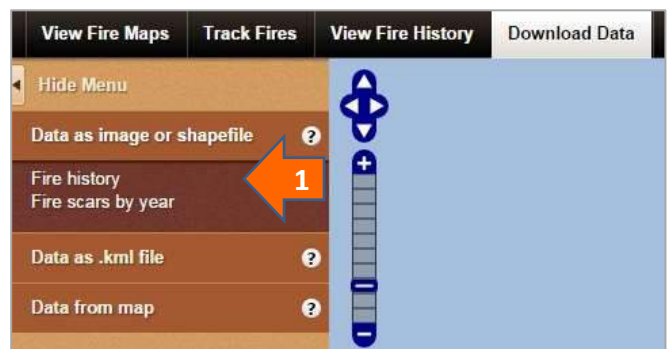 View Fire Maps Track Fires View Fire History Download Data
Hide Menu
Data as image or shapefile ?
Fire history
Fire scars by year
1
Data as .kml file ?
Data from map ?